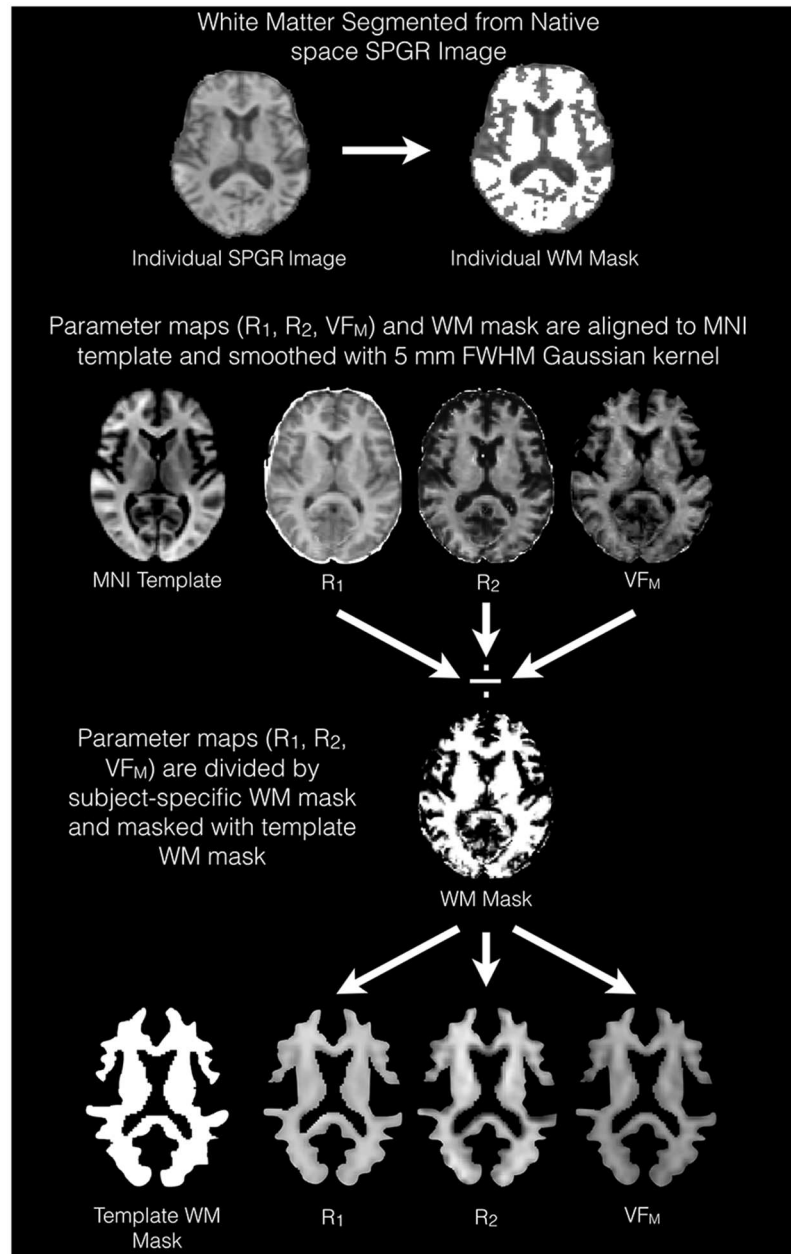 White Matter Segmented from Native
space SPGR Image
Individual SPGR Image
Individual WM Mask
Parameter maps (R₁, R₂, VFM) and WM mask are aligned to MNI
template and smoothed with 5 mm FWHM Gaussian kernel
MNI Template
R₁
R₂
VFM
Parameter maps (R₁, R₂,
VFM) are divided by
subject-specific WM mask
and masked with template
WM mask
WM Mask
Template WM
Mask
R₁
R₂
VFM